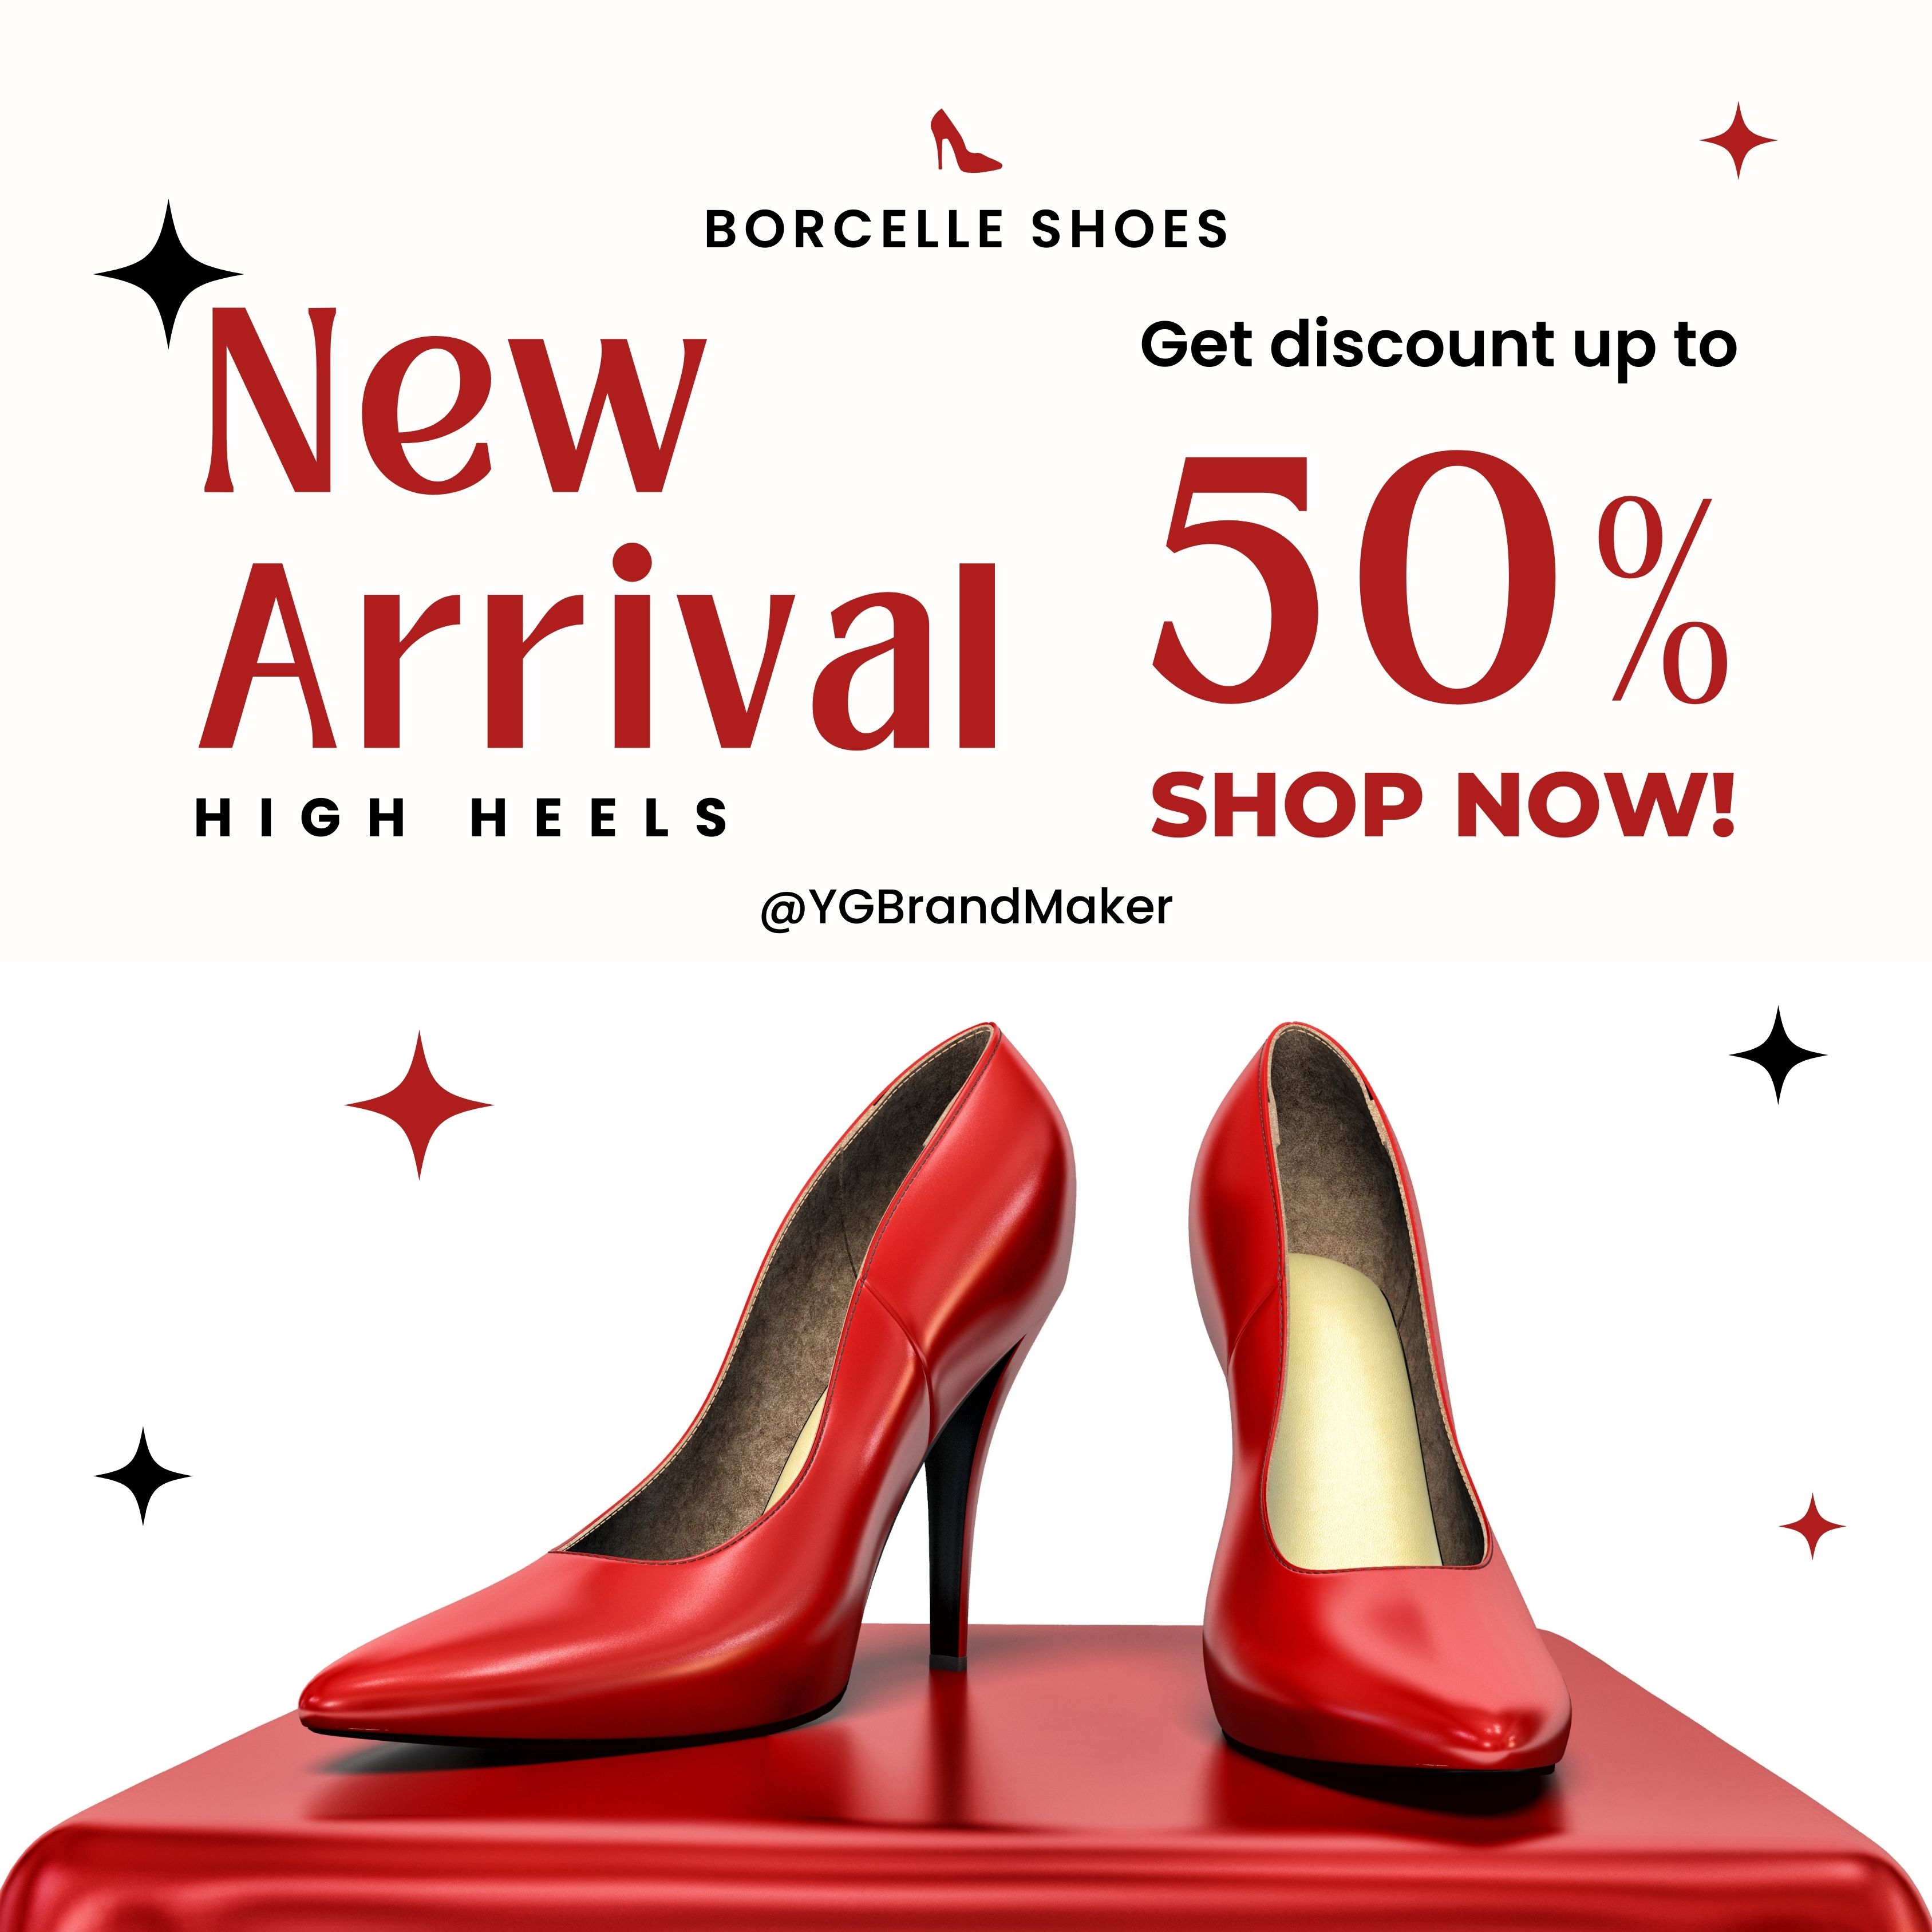 BORCELLE SHOES
New
Arrival
HIGH HEELS
Get discount up to
50%
SHOP NOW!
@YGBrandMaker